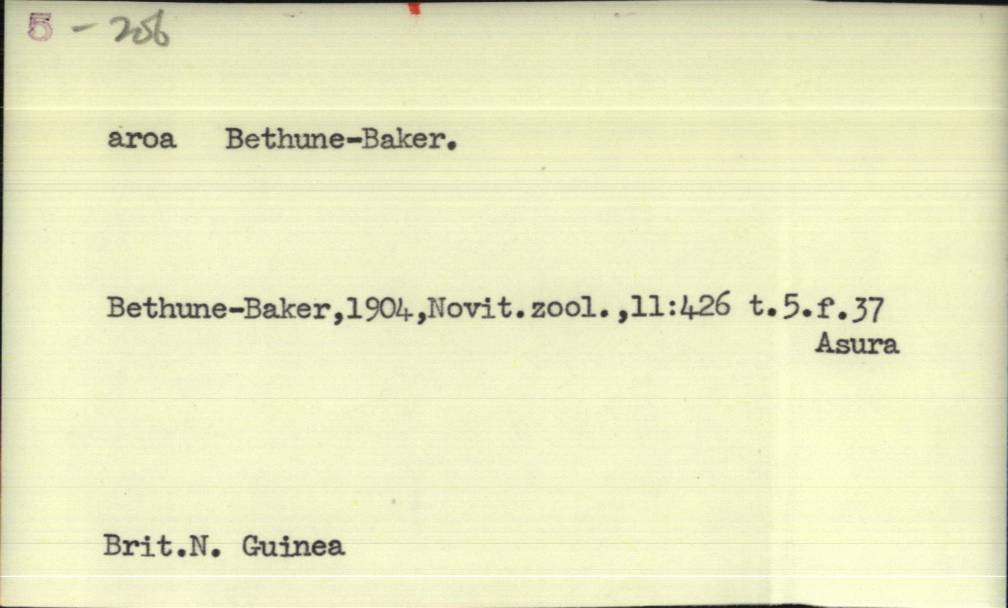 5 - 206
aroa Bethune-Baker.
Bethune-Baker,1904,Novit.zool.,11:426 t.5.f.37
Asura
Brit.N. Guinea